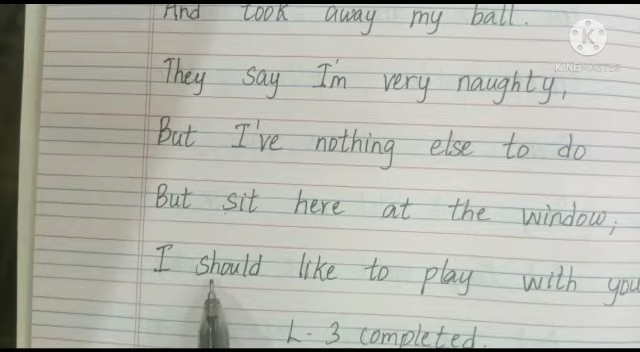 And took away my ball.
KINEMASTER
They say I'm very naughty,
But I've nothing else to do
But sit here at the window;
I should like to play with you
L-3 completed.